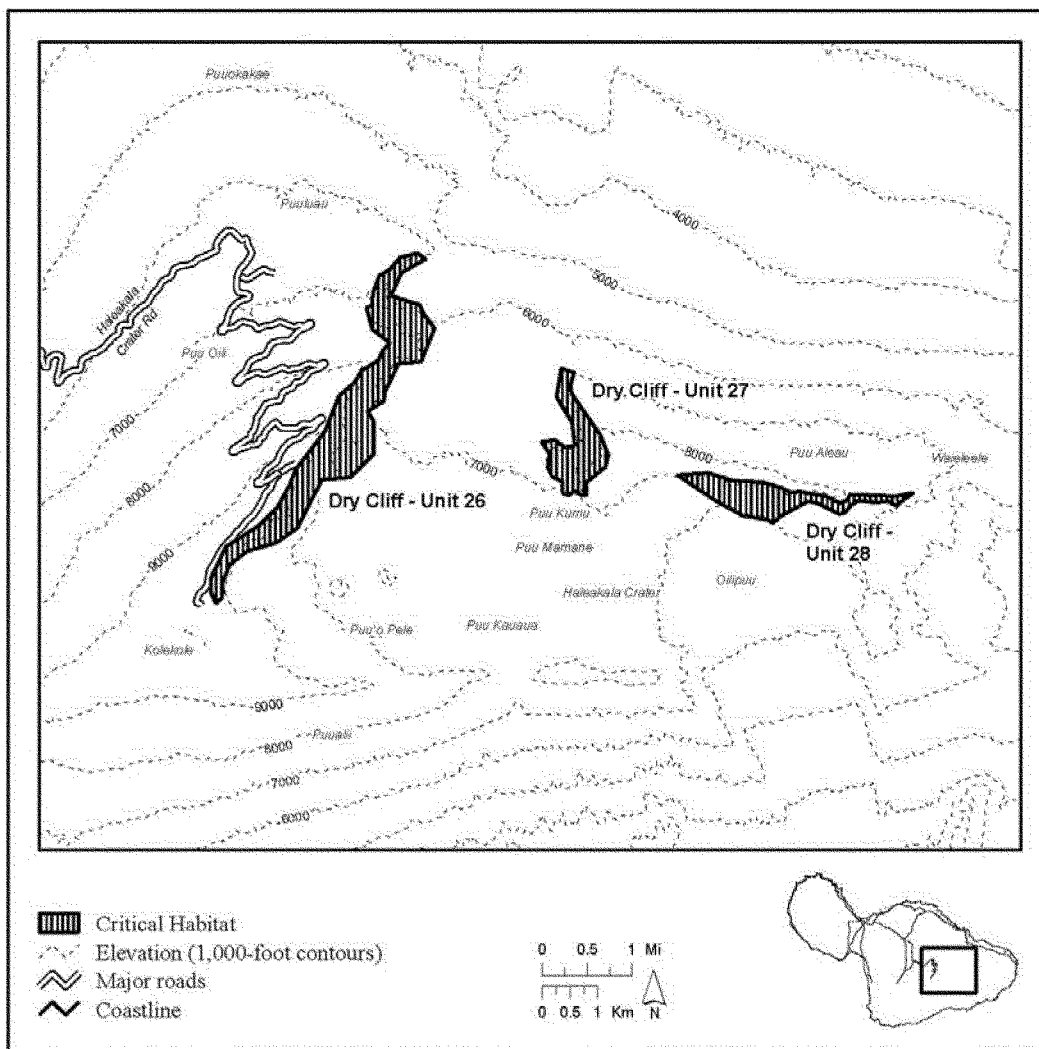 Puuokakae
Puuluau
4000
5000
Haleakala
Crater Rd
6000
Puu Oili
Dry Cliff - Unit 27
7000
8000
Puu Aleau
Waieleele
7000
8000
Dry Cliff - Unit 26
Puu Kumu
Dry Cliff -
Unit 28
Puu Mamane
9000
Oilipuu
Haleakala Crater
Puu'o Pele
Puu Kauaua
Kolekole
9000
8000
Puualii
7000
6000
Critical Habitat
Elevation (1,000-foot contours)
Major roads
Coastline
0 0.5 1 Mi
0 0.5 1 Km
N